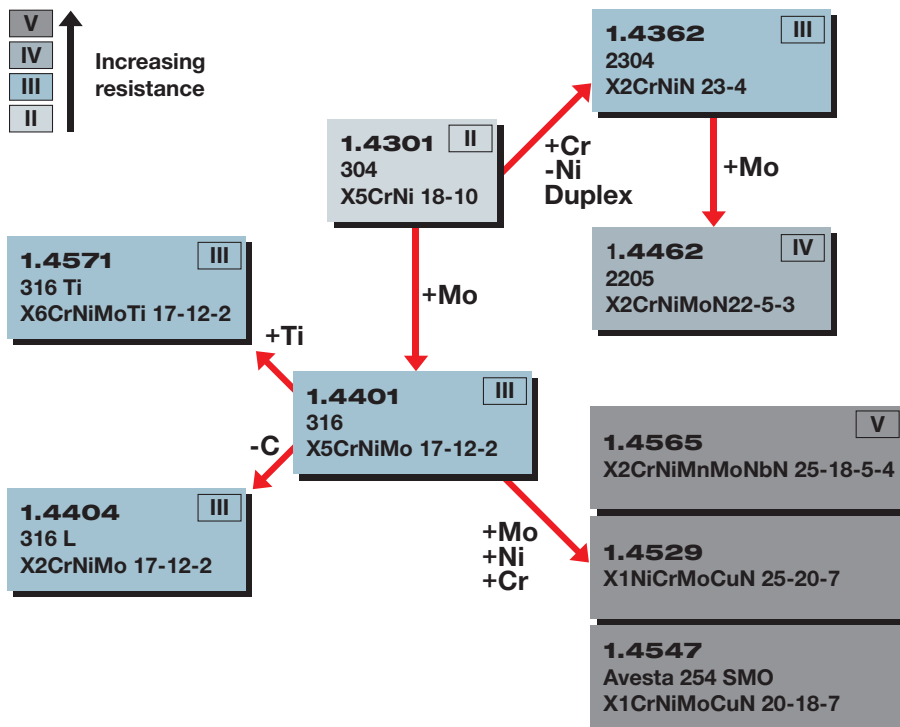 V
IV
III
II
Increasing
resistance
1.4362 III
2304
X2CrNiN 23-4
1.4301 II
304
X5CrNi 18-10
+Cr
-Ni
Duplex
+Mo
1.4462 IV
2205
X2CrNiMoN22-5-3
1.4571 III
316 Ti
X6CrNiMoTi 17-12-2
+Mo
+Ti
1.4401 III
316
X5CrNiMo 17-12-2
-C
1.4404 III
316 L
X2CrNiMo 17-12-2
+Mo
+Ni
+Cr
V
1.4565
X2CrNiMnMoNbN 25-18-5-4
1.4529
X1NiCrMoCuN 25-20-7
1.4547
Avesta 254 SMO
X1CrNiMoCuN 20-18-7